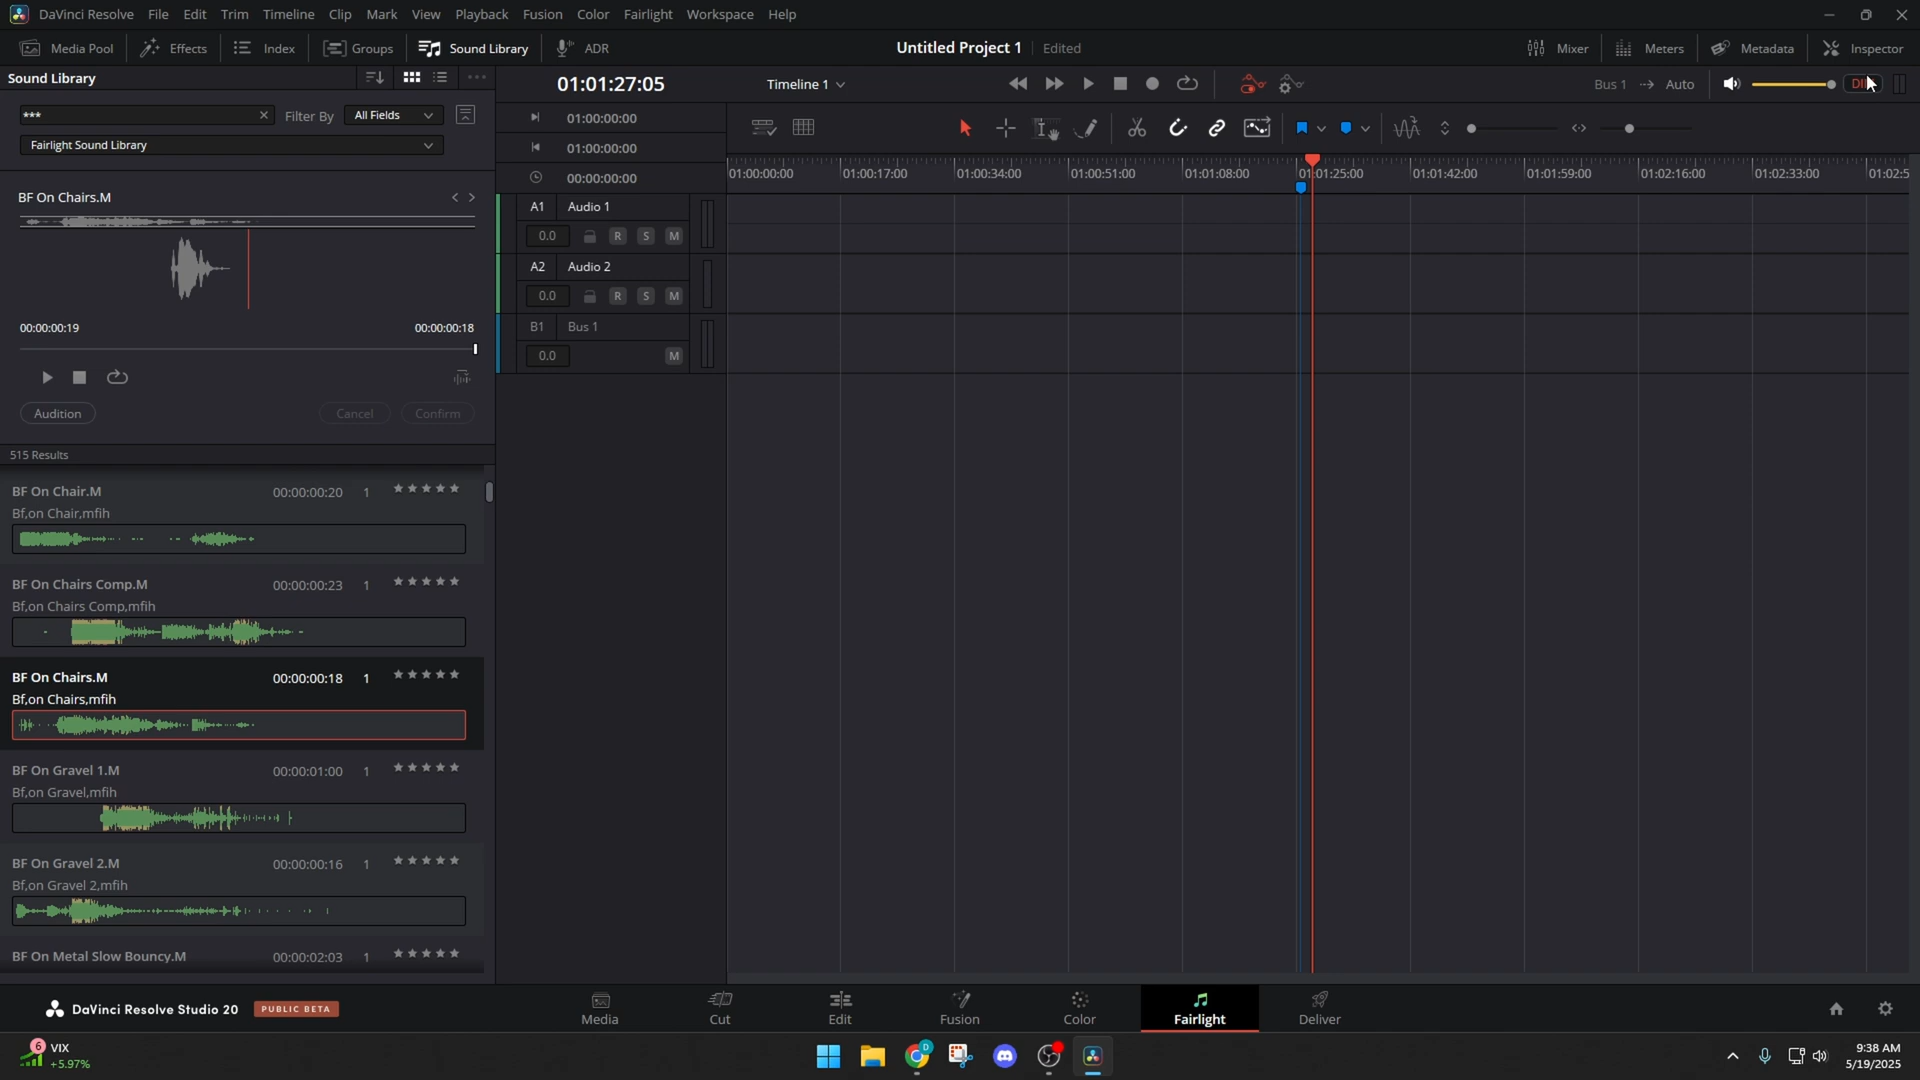 DaVinci Resolve File Edit Trim Timeline Clip Mark View Playback Fusion Color Fairlight Workspace Help
Media Pool Effects Index Groups Sound Library ADR Untitled Project 1 Edited Mixer Meters Metadata Inspector
Sound Library 01:01:27:05 Timeline 1 Bus 1 Auto
*** Filter By All Fields
Fairlight Sound Library
01:00:00:00
01:00:00:00
00:00:00:00
01:00:00:00 01:00:17:00 01:00:34:00 01:00:51:00 01:01:08:00 01:01:25:00 01:01:42:00 01:01:59:00 01:02:16:00 01:02:33:00 01:02:5
BF On Chairs.M
00:00:00:19 00:00:00:18
Audition Cancel Confirm
A1 Audio 1
0.0 R S M
A2 Audio 2
0.0 R S M
B1 Bus 1
0.0 M
515 Results
BF On Chair.M 00:00:00:20 1
Bf,on Chair,mfih
BF On Chairs Comp.M 00:00:00:23 1
Bf,on Chairs Comp,mfih
BF On Chairs.M 00:00:00:18 1
Bf,on Chairs,mfih
BF On Gravel 1.M 00:00:01:00 1
Bf,on Gravel,mfih
BF On Gravel 2.M 00:00:00:16 1
Bf,on Gravel 2,mfih
BF On Metal Slow Bouncy.M 00:00:02:03 1
DaVinci Resolve Studio 20 PUBLIC BETA Media Cut Edit Fusion Color Fairlight Deliver
6 VIX
+5.97%
D
9:38 AM
5/19/2025